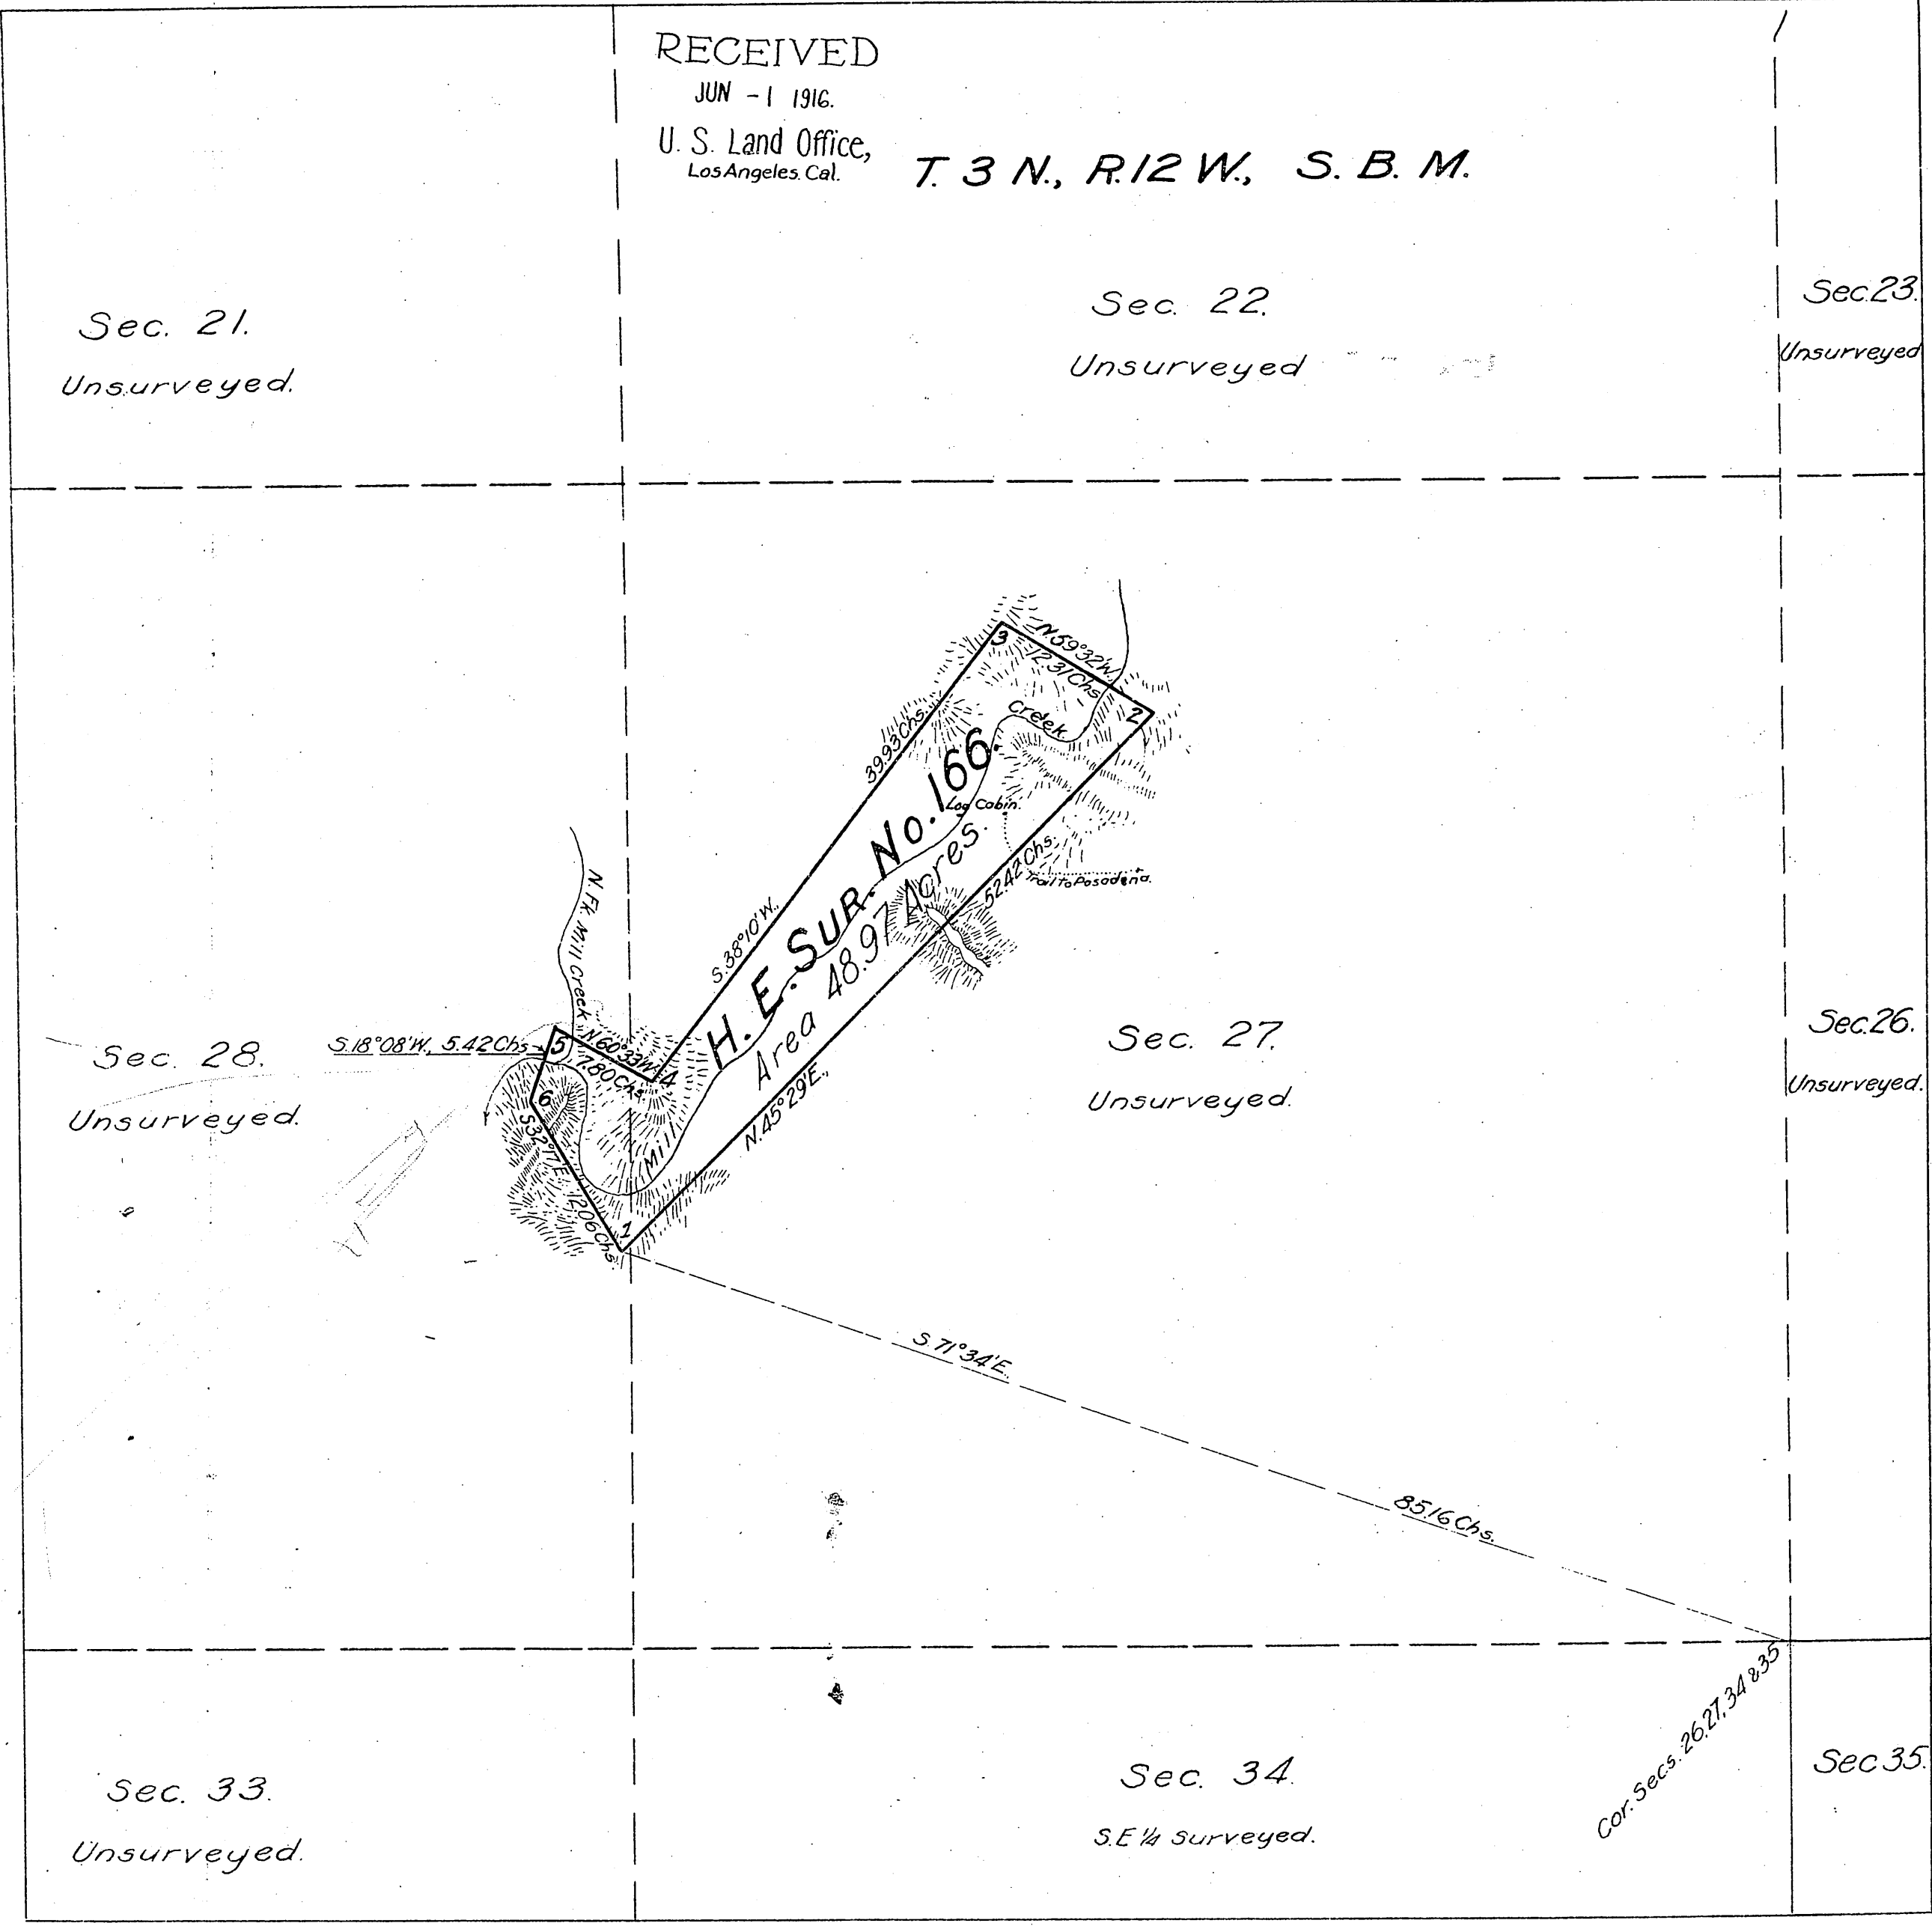 RECEIVED
JUN - 1 1916.
U. S. Land Office,
Los Angeles. Cal.
T. 3 N., R. 12 W., S. B. M.
Sec. 21.
Unsurveyed.
Sec. 22.
Unsurveyed
Sec. 23.
Unsurveyed
3
N. 59°32'W.,
12.31 Chs.
2
Creek
39.93 Chs.
S. 38°10'W.,
H. E. Sur. No. 166.
Area 48.97 Acres.
Log Cabin.
52.42 Chs.
N. 45°29'E.,
Trail to Pasadena.
N. Fk. Mill Creek
S. 18°08'W., 5.42 Chs.
5
N. 60°33'W.
7.80 Chs.
4
6
S. 32°17'E.
12.06 Chs.
Mill
1
Sec. 28.
Unsurveyed.
Sec. 27.
Unsurveyed.
Sec. 26.
Unsurveyed.
S. 71°34'E.,
85.16 Chs.
Cor. Secs. 26, 27, 34 & 35
Sec. 33.
Unsurveyed.
Sec. 34.
S.E ¼ surveyed.
Sec 35.